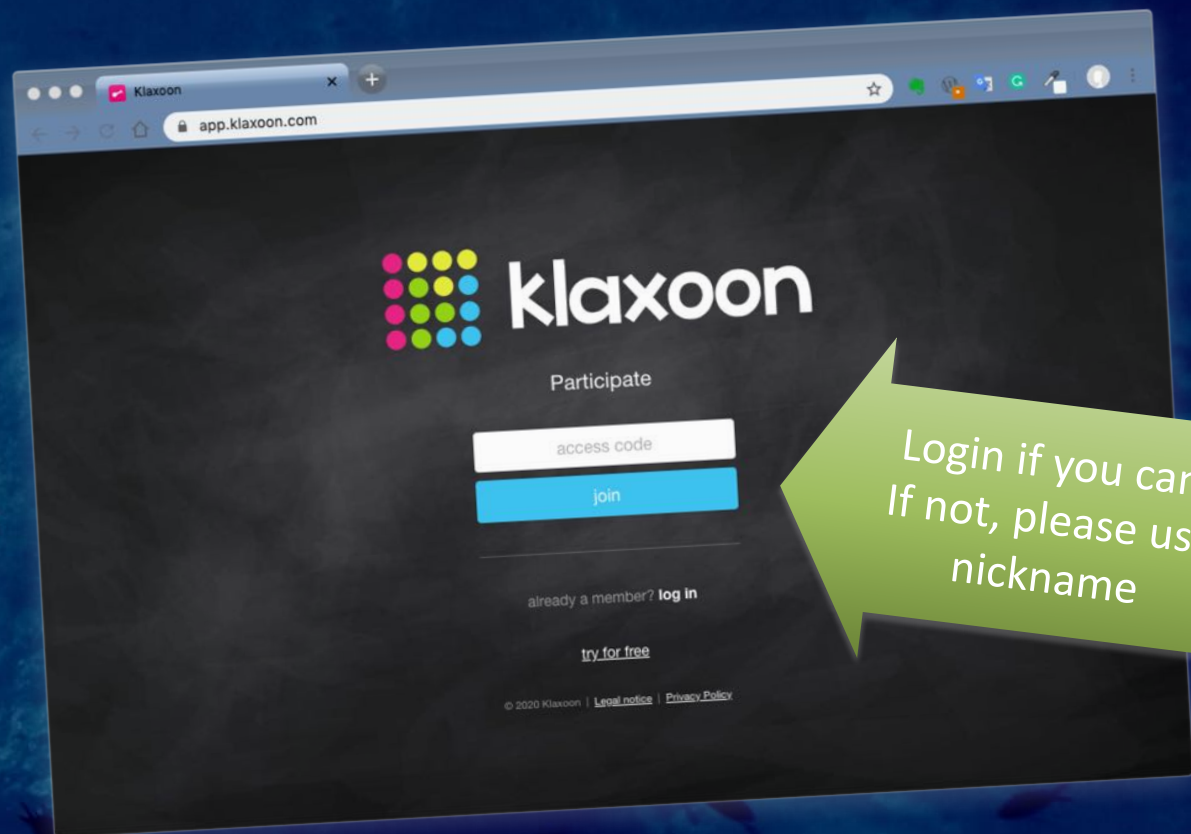 Klaxoon
app.klaxoon.com
klaxoon
Participate
access code
join
already a member? log in
try for free
© 2020 Klaxoon | Legal notice | Privacy Policy
Login if you
If not, please
nickname